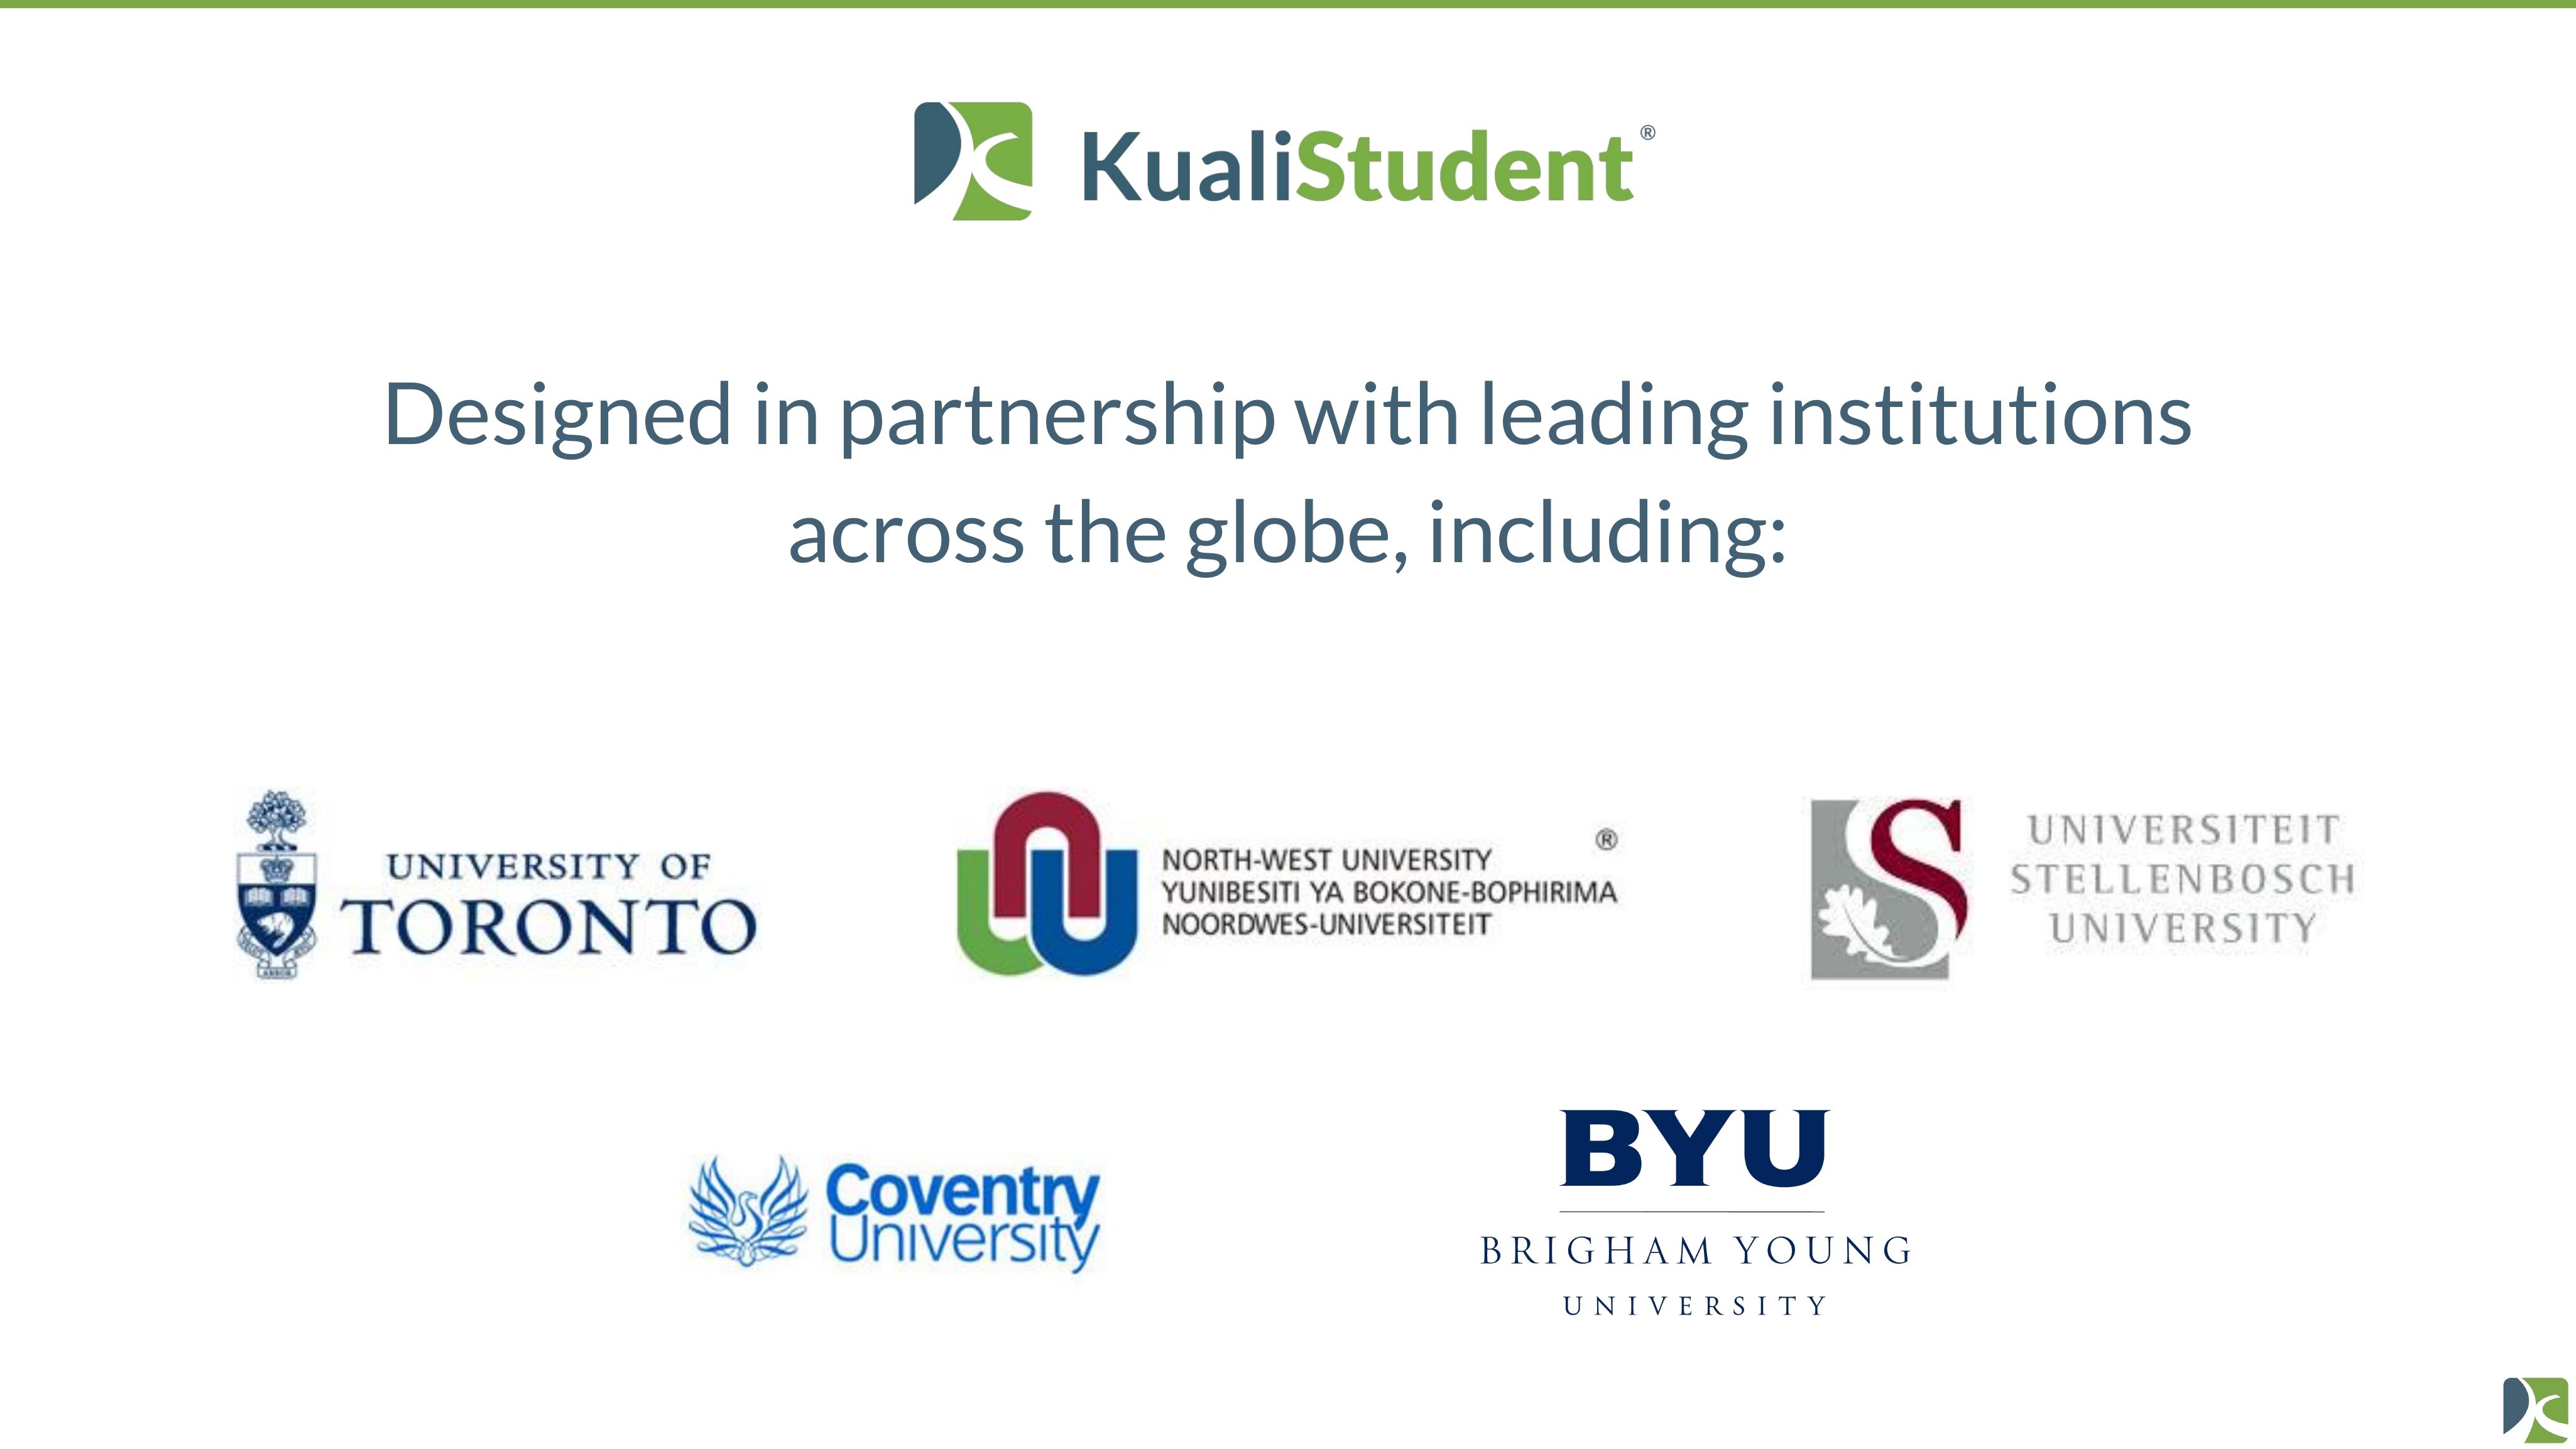 KualiStudent®
Designed in partnership with leading institutions
across the globe, including:
UNIVERSITY OF
TORONTO
®
NORTH-WEST UNIVERSITY
YUNIBESITI YA BOKONE-BOPHIRIMA
NOORDWES-UNIVERSITEIT
UNIVERSITEIT
STELLENBOSCH
UNIVERSITY
Coventry
University
BYU
BRIGHAM YOUNG
UNIVERSITY